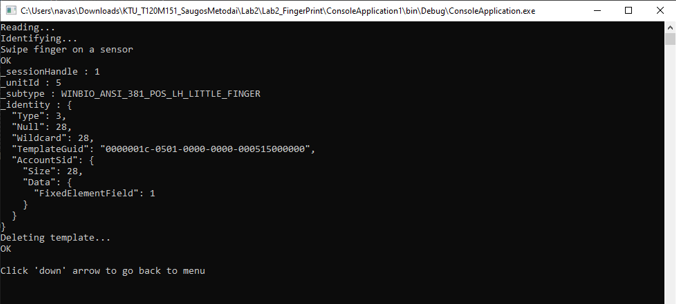 C:\Users\navas\Downloads\KTU_T120M151_SaugosMetodai\Lab2\Lab2_FingerPrint\ConsoleApplication1\bin\Debug\ConsoleApplication.exe
Reading...
Identifying...
Swipe finger on a sensor
OK
_sessionHandle : 1
_unitId : 5
_subtype : WINBIO_ANSI_381_POS_LH_LITTLE_FINGER
_identity : {
  "Type": 3,
  "Null": 28,
  "Wildcard": 28,
  "TemplateGuid": "0000001c-0501-0000-0000-000515000000",
  "AccountSid": {
    "Size": 28,
    "Data": {
      "FixedElementField": 1
    }
  }
}
Deleting template...
OK
Click 'down' arrow to go back to menu